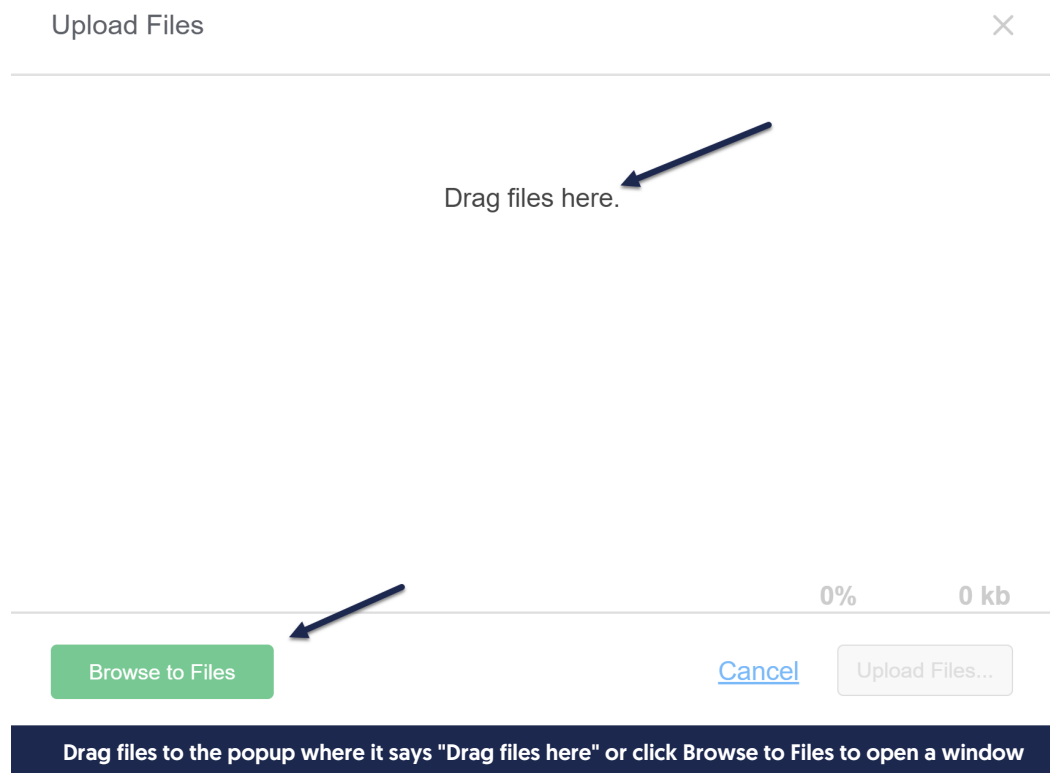 Upload Files
Drag files here.
0% 0 kb
Browse to Files Cancel Upload Files...
Drag files to the popup where it says "Drag files here" or click Browse to Files to open a window